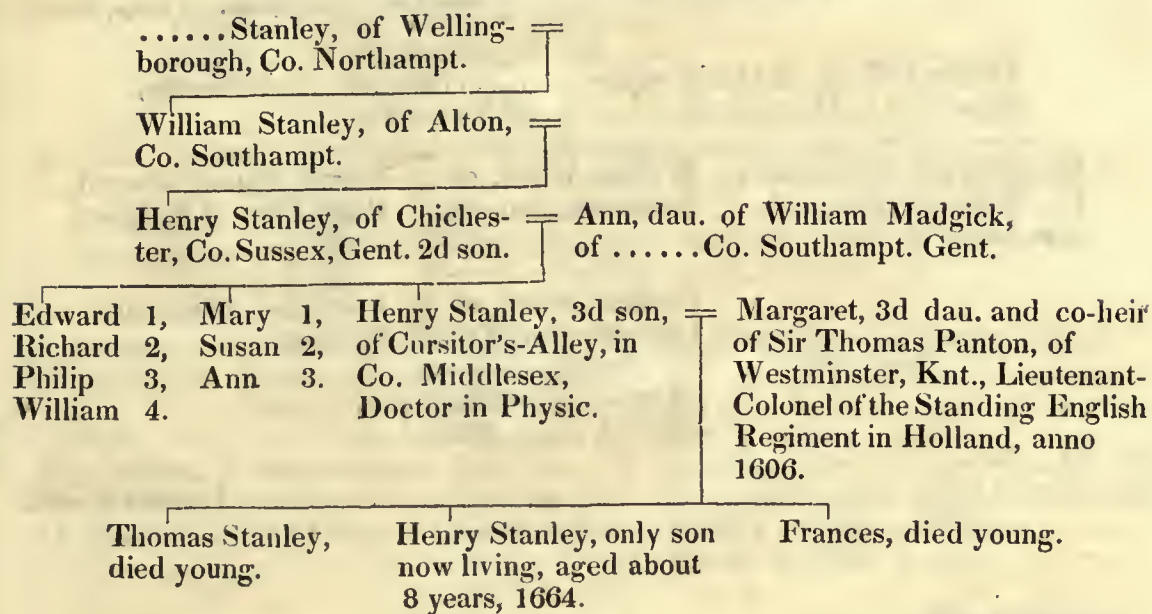 ......Stanley, of Welling-
borough, Co. Northampt.
William Stanley, of Alton,
Co. Southampt.
Henry Stanley, of Chiches-
ter, Co. Sussex, Gent. 2d son.
Ann, dau. of William Madgick,
of ......Co. Southampt. Gent.
Edward 1,
Richard 2,
Philip 3,
William 4.
Mary 1,
Susan 2,
Ann 3.
Henry Stanley, 3d son,
of Cursitor's-Alley, in
Co. Middlesex,
Doctor in Physic.
Margaret, 3d dau. and co-heir
of Sir Thomas Panton, of
Westminster, Knt., Lieutenant-
Colonel of the Standing English
Regiment in Holland, anno
1606.
Thomas Stanley,
died young.
Henry Stanley, only son
now living, aged about
8 years, 1664.
Frances, died young.